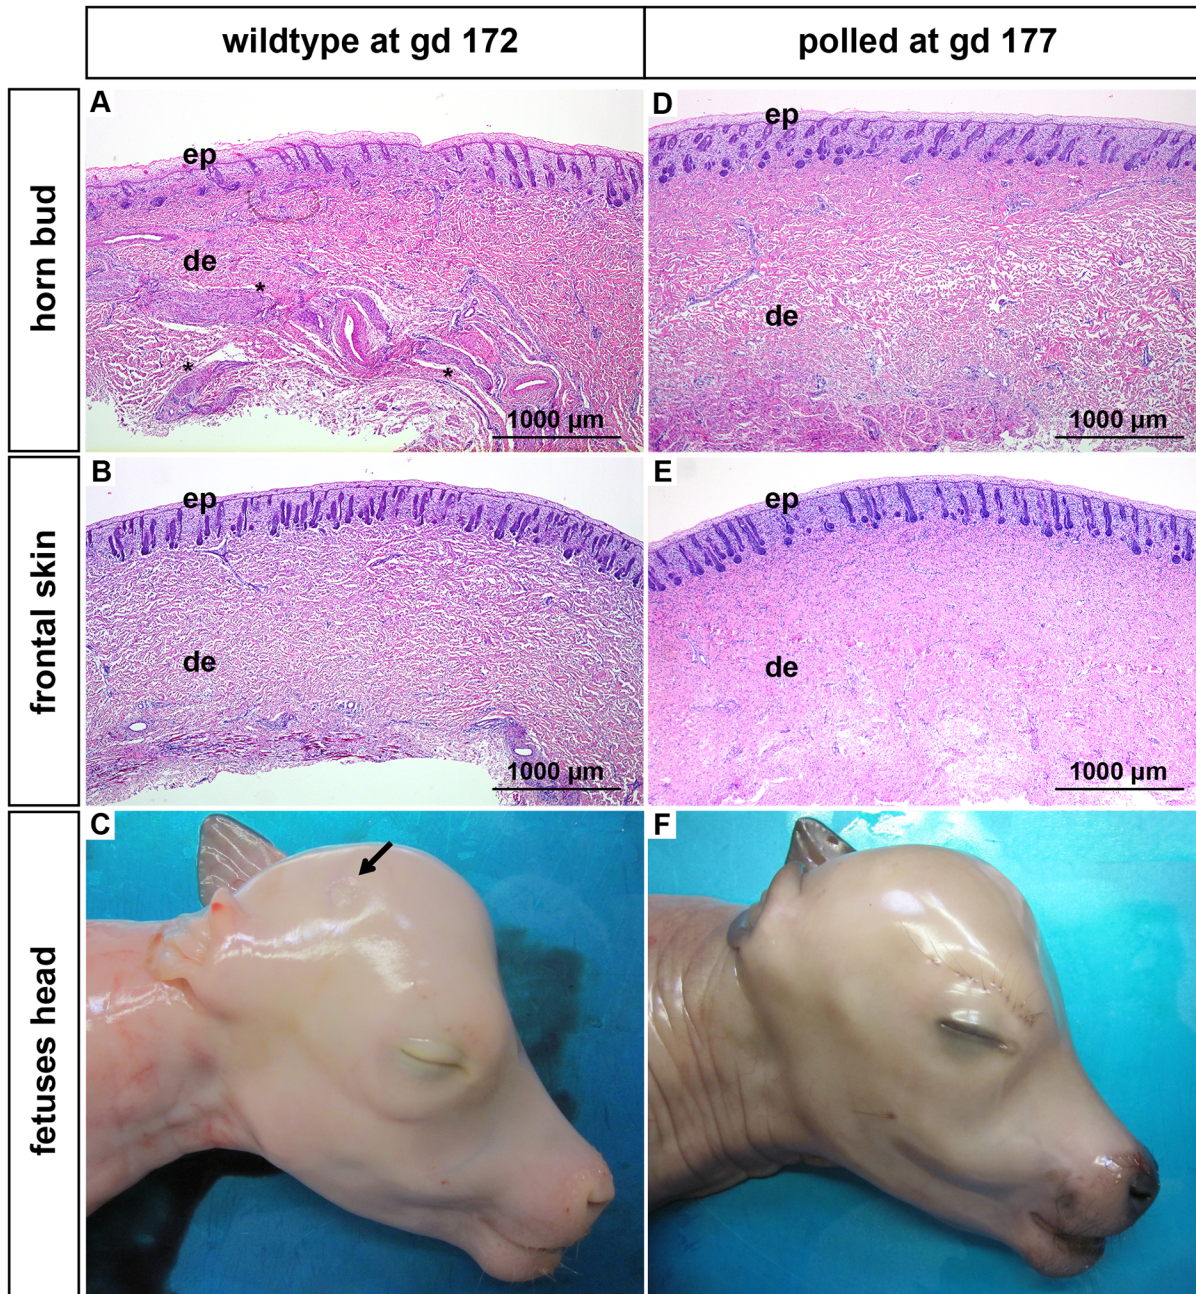 wildtype at gd 172
polled at gd 177
horn bud
A
ep
de
*
*
*
1000 µm
D
ep
de
1000 µm
frontal skin
B
ep
de
1000 µm
E
ep
de
1000 µm
fetuses head
C
F